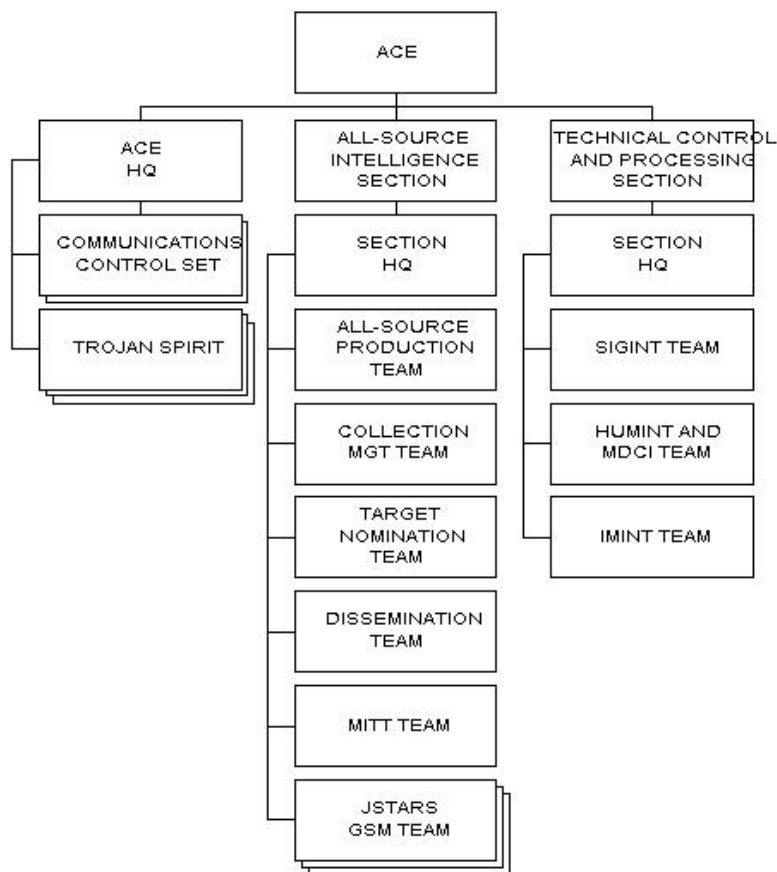 ACE
ACE
HQ
COMMUNICATIONS
CONTROL SET
TROJAN SPIRIT
ALL-SOURCE
INTELLIGENCE
SECTION
SECTION
HQ
ALL-SOURCE
PRODUCTION
TEAM
COLLECTION
MGT TEAM
TARGET
NOMINATION
TEAM
DISSEMINATION
TEAM
MITT TEAM
JSTARS
GSM TEAM
TECHNICAL CONTROL
AND PROCESSING
SECTION
SECTION
HQ
SIGINT TEAM
HUMINT AND
MDCI TEAM
IMINT TEAM